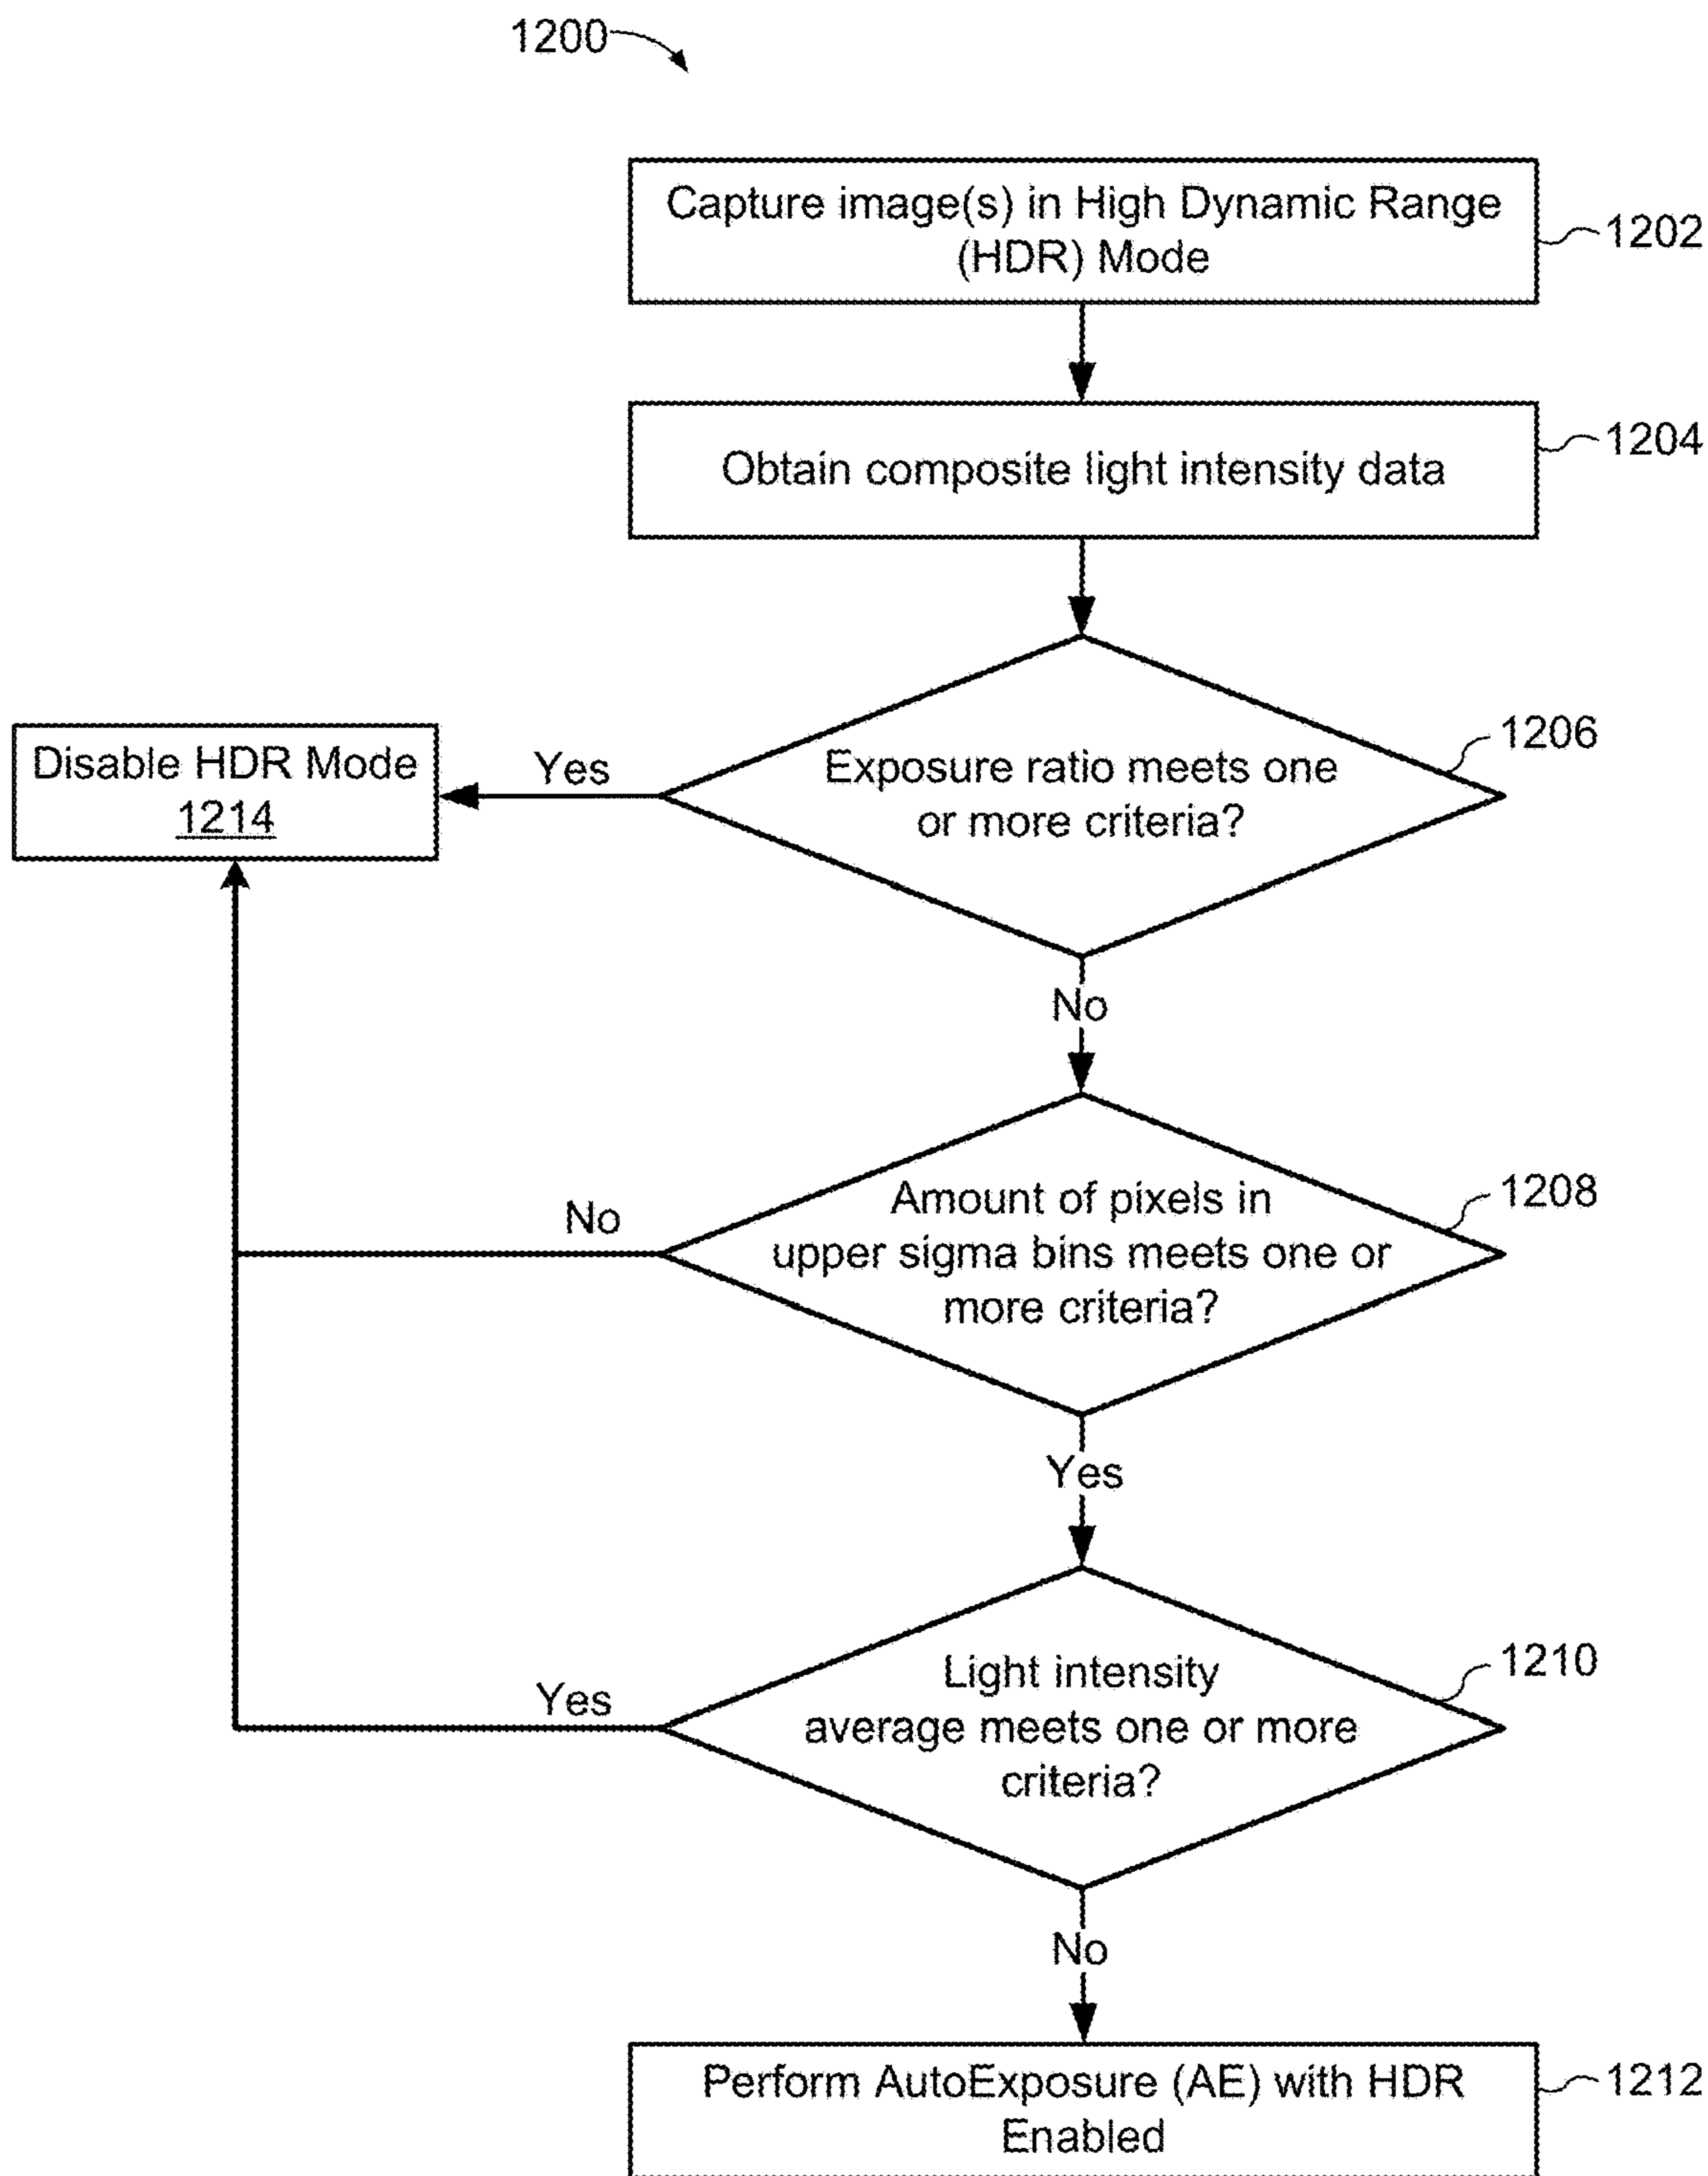 1200
Capture image(s) in High Dynamic Range
(HDR) Mode
1202
Obtain composite light intensity data
1204
Exposure ratio meets one
or more criteria?
1206
Yes
Disable HDR Mode
1214
No
Amount of pixels in
upper sigma bins meets one or
more criteria?
1208
No
Yes
Light intensity
average meets one or more
criteria?
1210
Yes
No
Perform AutoExposure (AE) with HDR
Enabled
1212